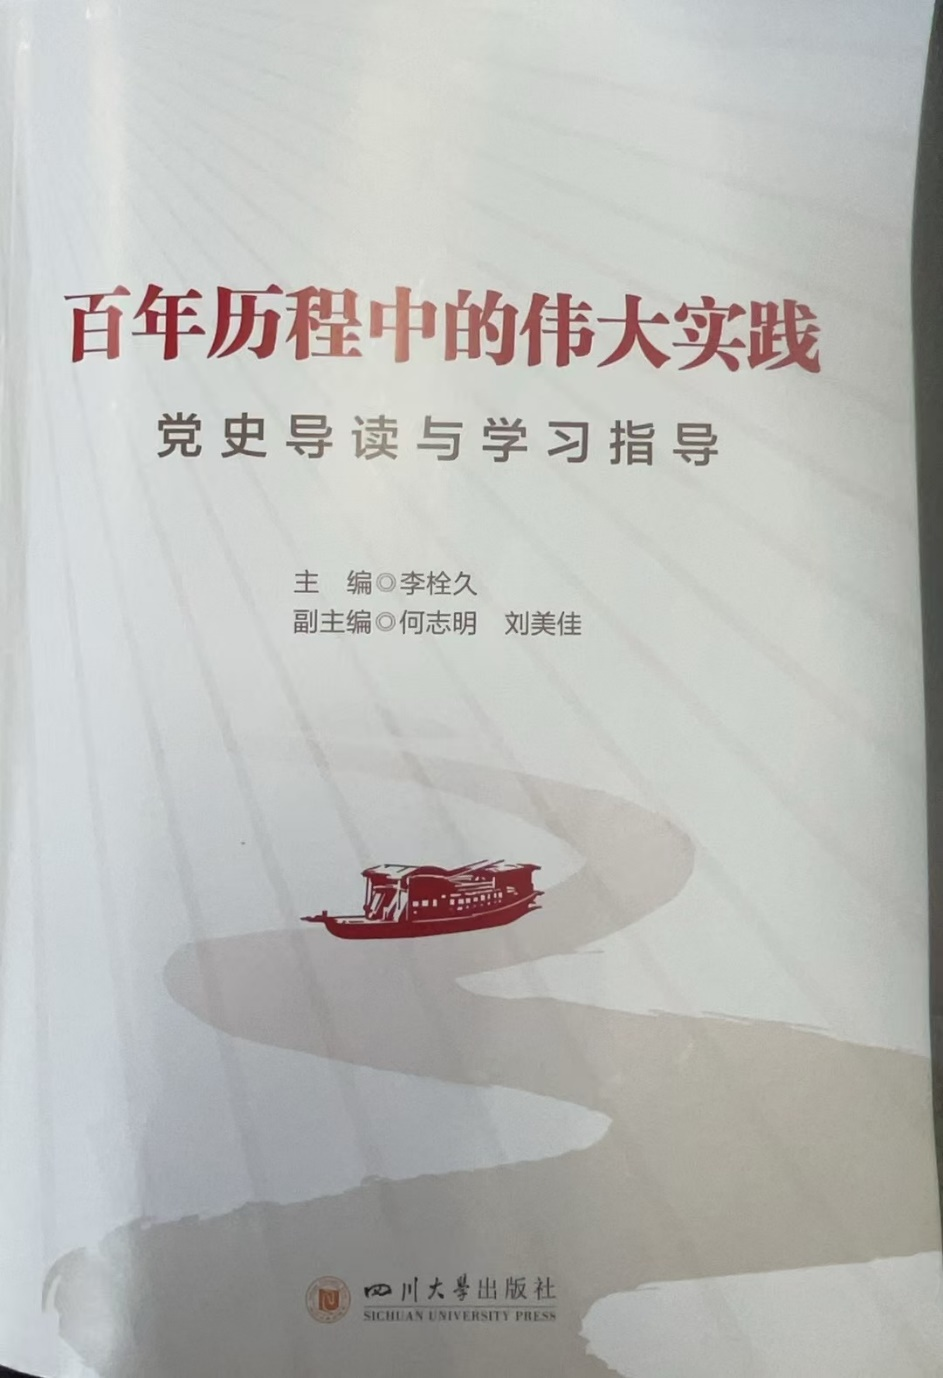 百年历程中的伟大实践
党史导读与学习指导
主 编◎李栓久
副主编◎何志明 刘美佳
四川大学出版社
SICHUAN UNIVERSITY PRESS